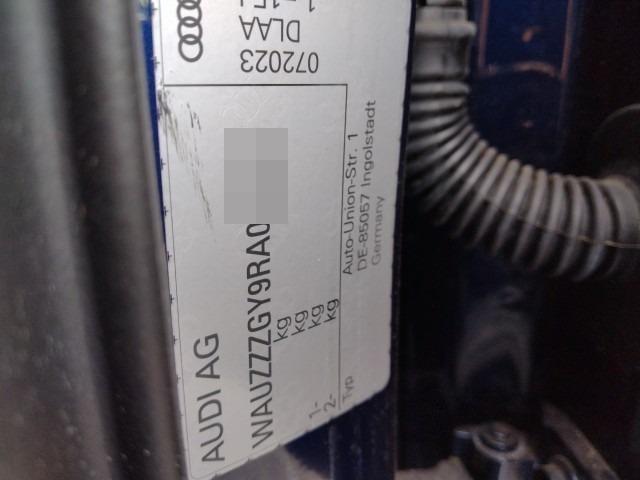 AUDI AG
WAUZZZGY9RA0
kg
kg
1- kg
2- kg
Typ
Auto-Union-Str. 1
DE-85057 Ingolstadt
Germany
072023
DLAA